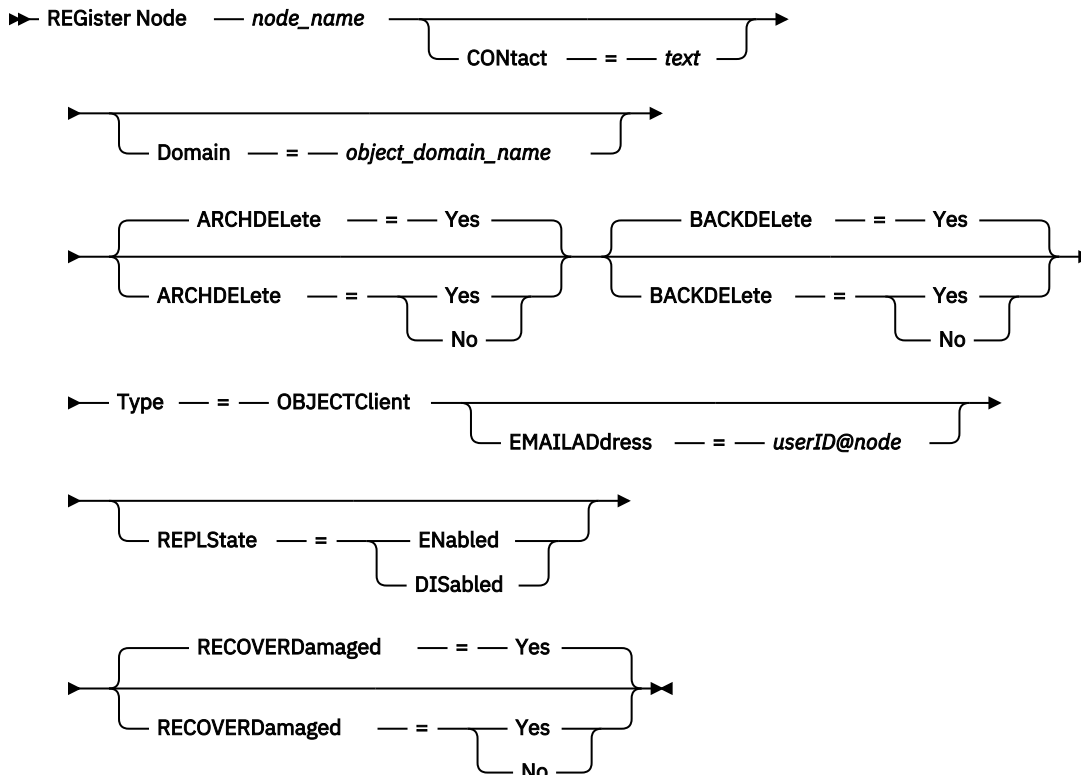 REGister Node node_name
CONtact = text
Domain = object_domain_name
ARCHDELete = Yes BACKDELete = Yes
ARCHDELete = Yes BACKDELete = Yes
No No
Type = OBJECTClient
EMAILADdress = userID@node
REPLState = ENabled
DISabled
RECOVERDamaged = Yes
RECOVERDamaged = Yes
No